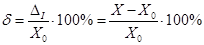 δ = Δ_I / X_0 · 100% = (X − X_0) / X_0 · 100%